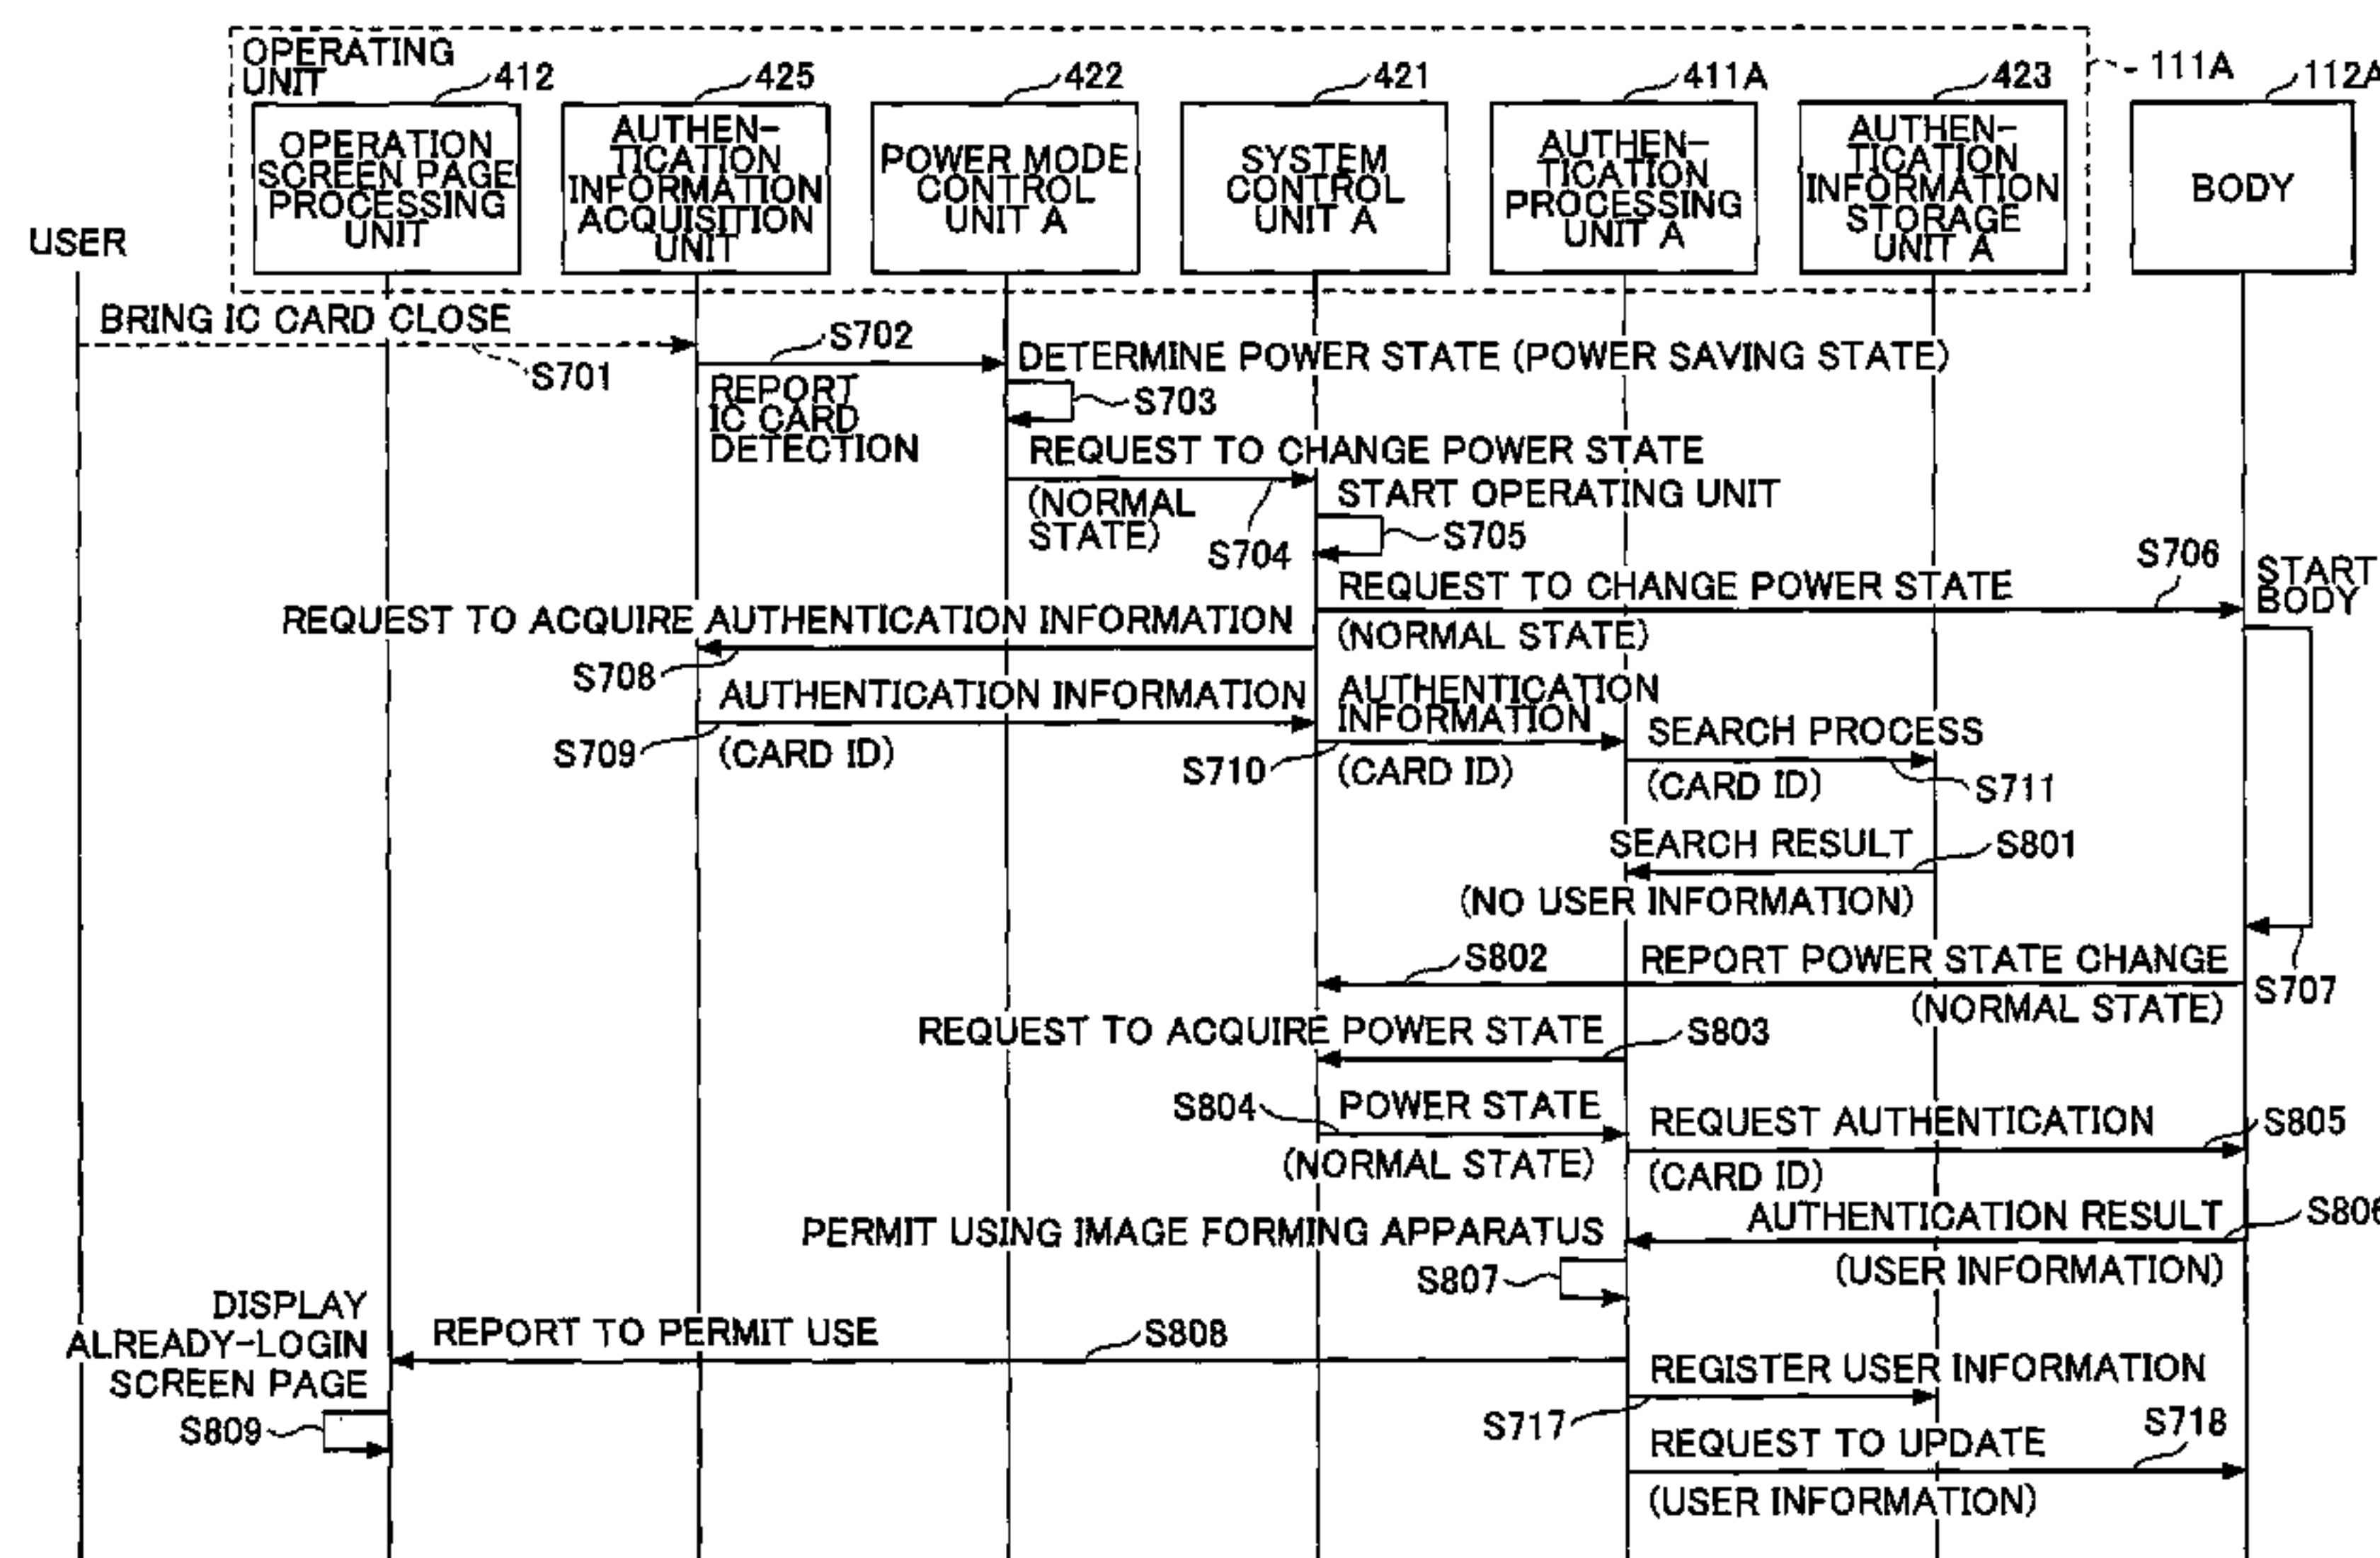 OPERATING
UNIT
412
425
422
421
411A
423
111A
112A
OPERATION
SCREEN PAGE
PROCESSING
UNIT
AUTHEN-
TICATION
INFORMATION
ACQUISITION
UNIT
POWER MODE
CONTROL
UNIT A
SYSTEM
CONTROL
UNIT A
AUTHEN-
TICATION
PROCESSING
UNIT A
AUTHEN-
TICATION
INFORMATION
STORAGE
UNIT A
BODY
USER
BRING IC CARD CLOSE
S701
S702
REPORT
IC CARD
DETECTION
DETERMINE POWER STATE (POWER SAVING STATE)
S703
REQUEST TO CHANGE POWER STATE
(NORMAL
STATE)
S704
START OPERATING UNIT
S705
REQUEST TO CHANGE POWER STATE
(NORMAL STATE)
S706
START
BODY
REQUEST TO ACQUIRE AUTHENTICATION INFORMATION
S708
AUTHENTICATION INFORMATION
(CARD ID)
S709
AUTHENTICATION
INFORMATION
(CARD ID)
S710
SEARCH PROCESS
(CARD ID)
S711
SEARCH RESULT
S801
(NO USER INFORMATION)
S707
S802
REPORT POWER STATE CHANGE
(NORMAL STATE)
REQUEST TO ACQUIRE POWER STATE
S803
S804
POWER STATE
(NORMAL STATE)
REQUEST AUTHENTICATION
S805
(CARD ID)
AUTHENTICATION RESULT
S806
(USER INFORMATION)
PERMIT USING IMAGE FORMING APPARATUS
S807
DISPLAY
ALREADY-LOGIN
SCREEN PAGE
REPORT TO PERMIT USE
S808
S809
REGISTER USER INFORMATION
S717
REQUEST TO UPDATE
S718
(USER INFORMATION)